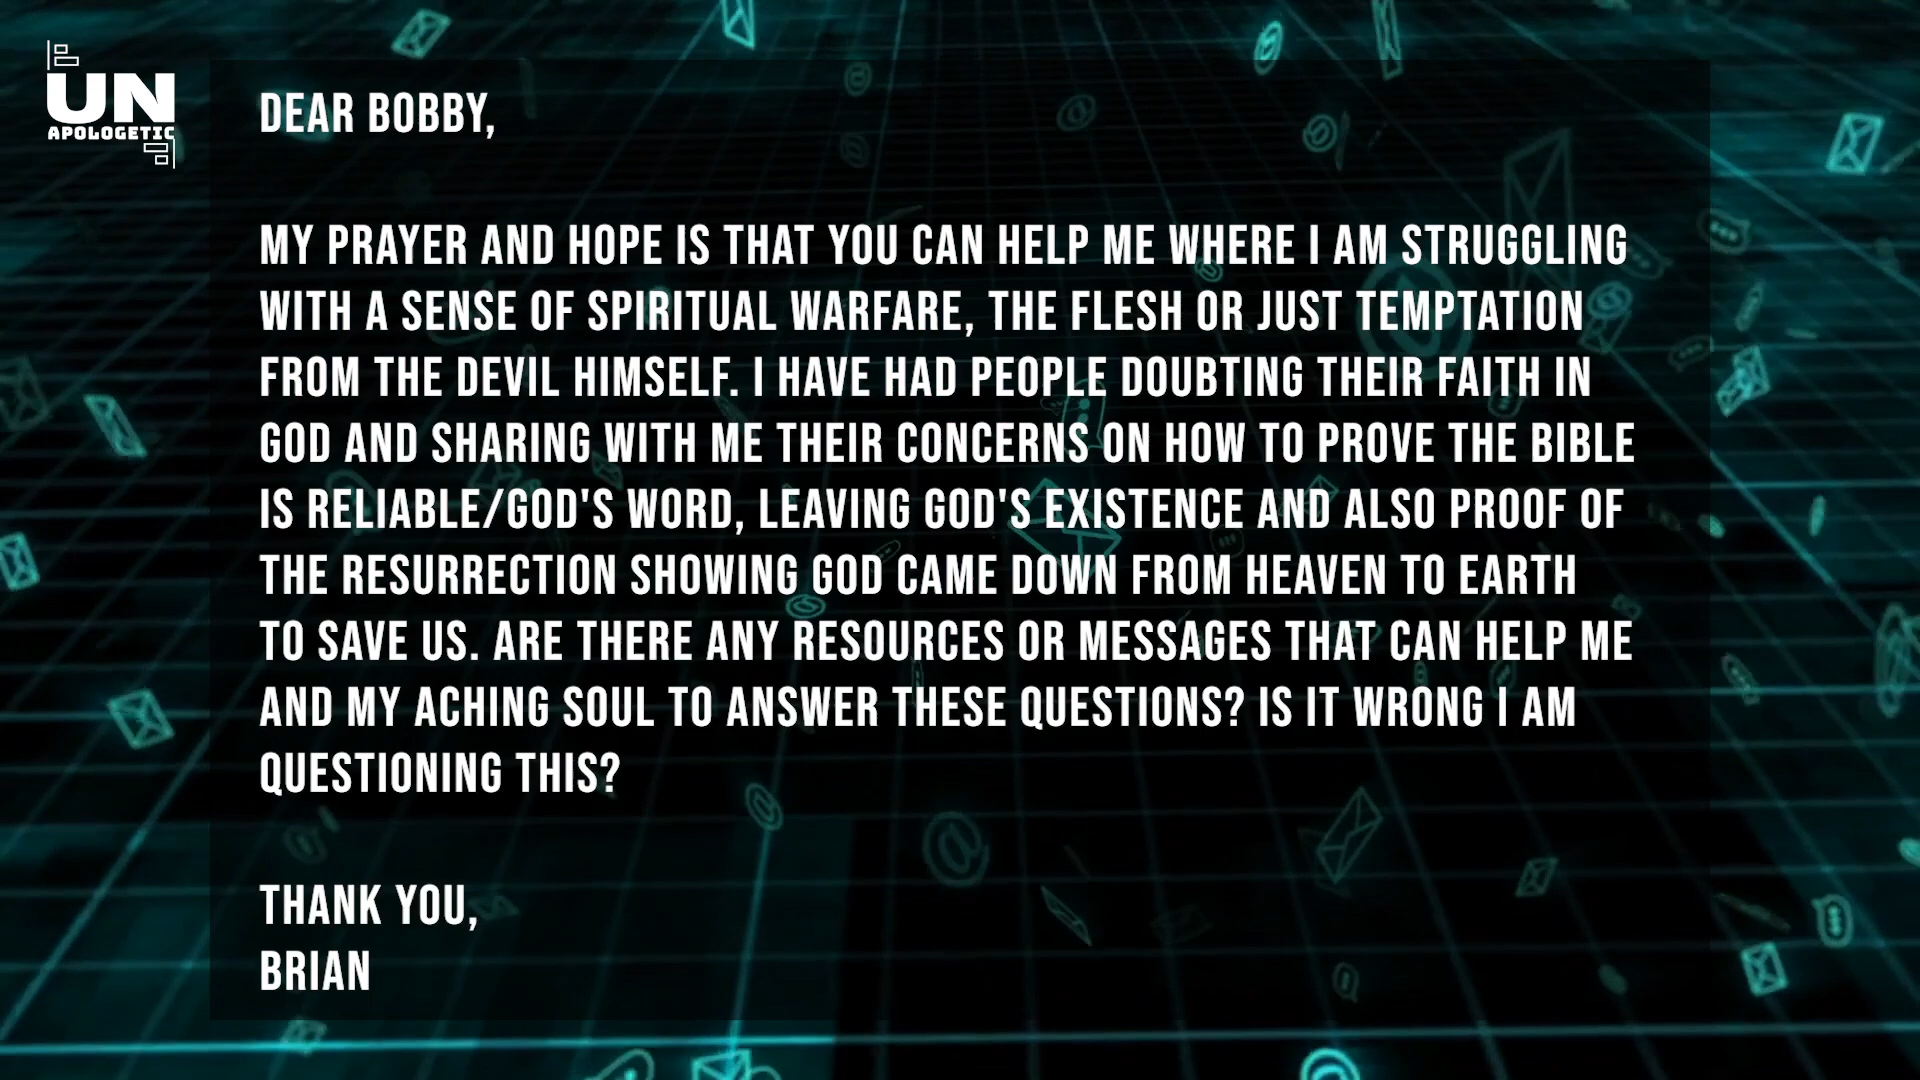 UN
APOLOGETIC
DEAR BOBBY,
MY PRAYER AND HOPE IS THAT YOU CAN HELP ME WHERE I AM STRUGGLING
WITH A SENSE OF SPIRITUAL WARFARE, THE FLESH OR JUST TEMPTATION
FROM THE DEVIL HIMSELF. I HAVE HAD PEOPLE DOUBTING THEIR FAITH IN
GOD AND SHARING WITH ME THEIR CONCERNS ON HOW TO PROVE THE BIBLE
IS RELIABLE/GOD'S WORD, LEAVING GOD'S EXISTENCE AND ALSO PROOF OF
THE RESURRECTION SHOWING GOD CAME DOWN FROM HEAVEN TO EARTH
TO SAVE US. ARE THERE ANY RESOURCES OR MESSAGES THAT CAN HELP ME
AND MY ACHING SOUL TO ANSWER THESE QUESTIONS? IS IT WRONG I AM
QUESTIONING THIS?
THANK YOU,
BRIAN